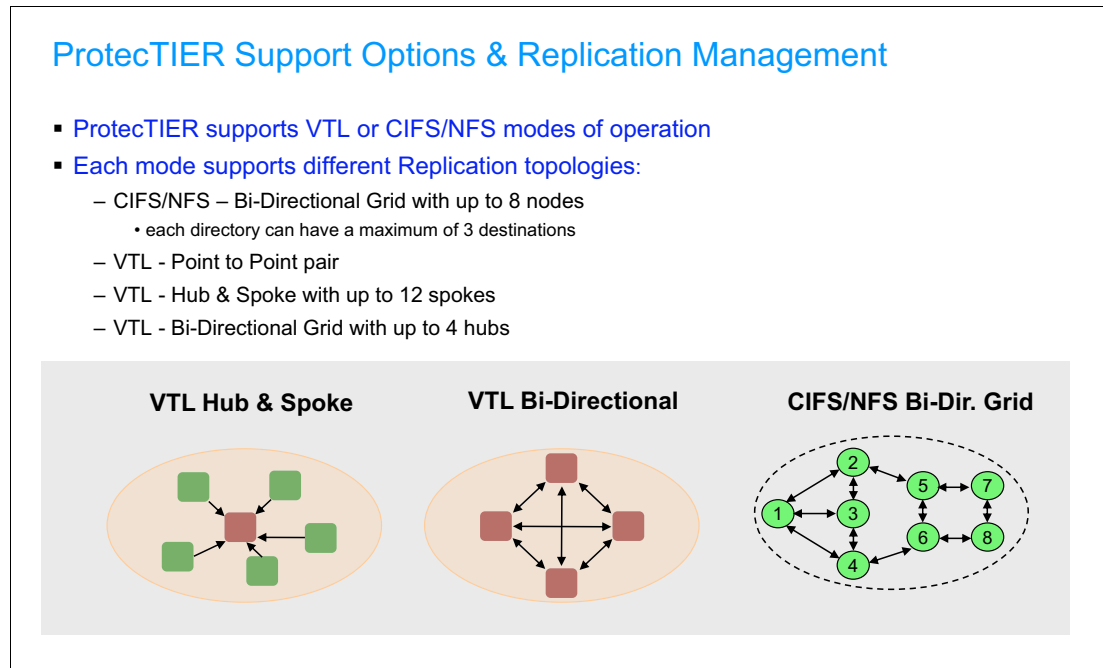 ProtecTIER Support Options & Replication Management
▪ ProtecTIER supports VTL or CIFS/NFS modes of operation
▪ Each mode supports different Replication topologies:
– CIFS/NFS – Bi-Directional Grid with up to 8 nodes
• each directory can have a maximum of 3 destinations
– VTL - Point to Point pair
– VTL - Hub & Spoke with up to 12 spokes
– VTL - Bi-Directional Grid with up to 4 hubs
VTL Hub & Spoke
VTL Bi-Directional
CIFS/NFS Bi-Dir. Grid
2
5
7
1
3
6
8
4